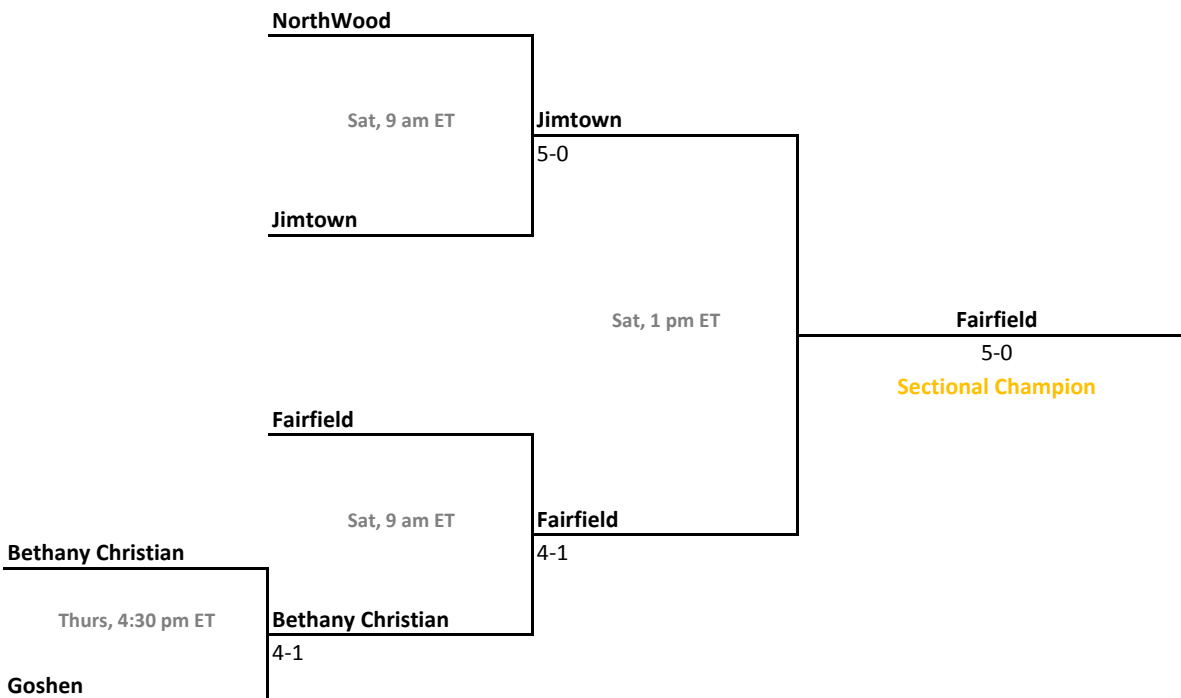 NorthWood
Sat, 9 am ET
Jimtown
5-0
Jimtown
Sat, 1 pm ET
Fairfield
5-0
Sectional Champion
Fairfield
Sat, 9 am ET
Fairfield
4-1
Bethany Christian
Thurs, 4:30 pm ET
Bethany Christian
4-1
Goshen